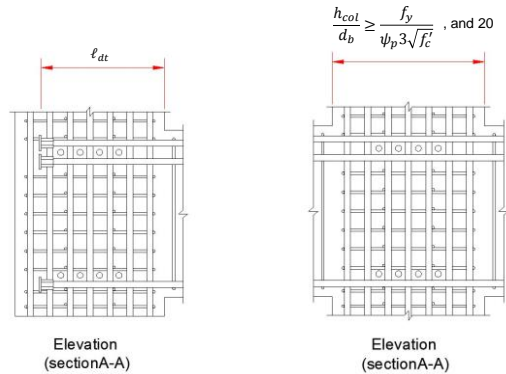 ℓ_dt
h_col / d_b ≥ f_y / ψ_p 3√f′_c , and 20
Elevation
(sectionA-A)
Elevation
(sectionA-A)